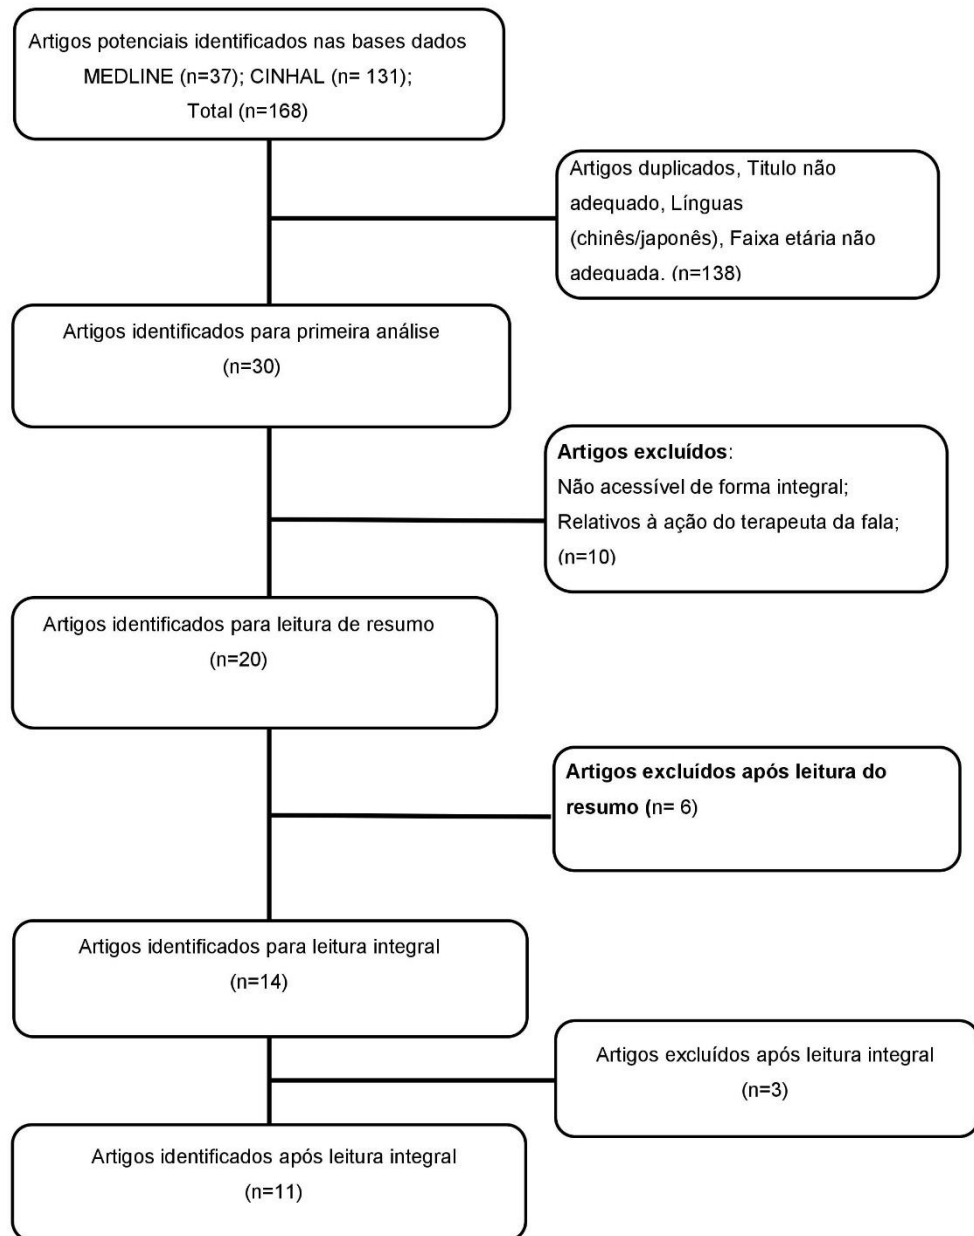 Artigos potenciais identificados nas bases dados
MEDLINE (n=37); CINHAL (n= 131);
Total (n=168)
Artigos duplicados, Titulo não
adequado, Línguas
(chinês/japonês), Faixa etária não
adequada. (n=138)
Artigos identificados para primeira análise
(n=30)
Artigos excluídos:
Não acessível de forma integral;
Relativos à ação do terapeuta da fala;
(n=10)
Artigos identificados para leitura de resumo
(n=20)
Artigos excluídos após leitura do
resumo (n= 6)
Artigos identificados para leitura integral
(n=14)
Artigos excluídos após leitura integral
(n=3)
Artigos identificados após leitura integral
(n=11)